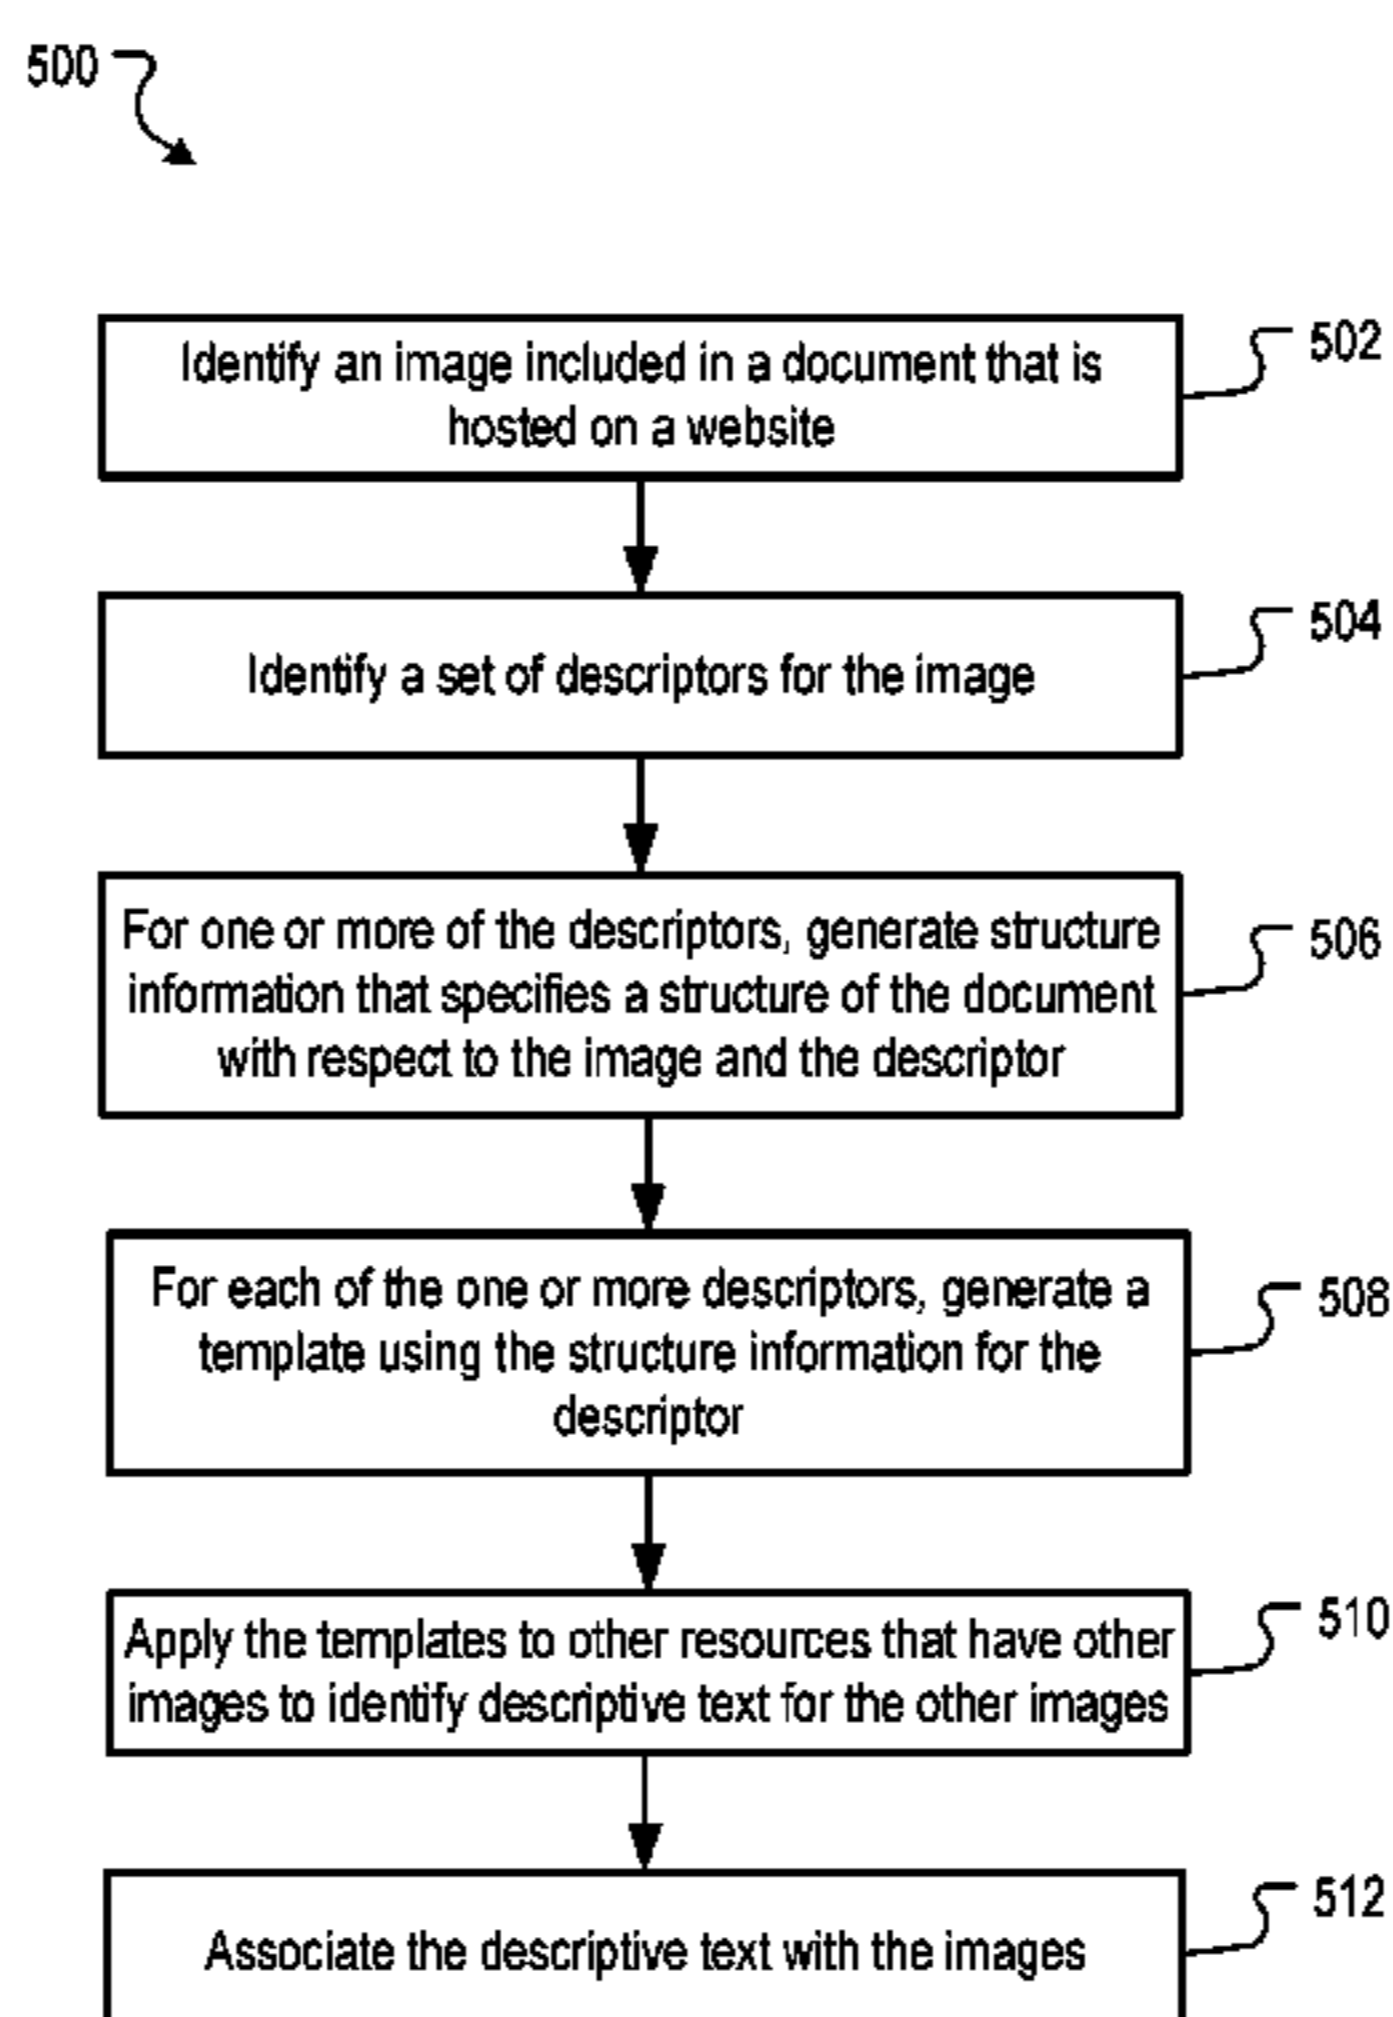 500
Identify an image included in a document that is
hosted on a website
502
Identify a set of descriptors for the image
504
For one or more of the descriptors, generate structure
information that specifies a structure of the document
with respect to the image and the descriptor
506
For each of the one or more descriptors, generate a
template using the structure information for the
descriptor
508
Apply the templates to other resources that have other
images to identify descriptive text for the other images
510
Associate the descriptive text with the images
512